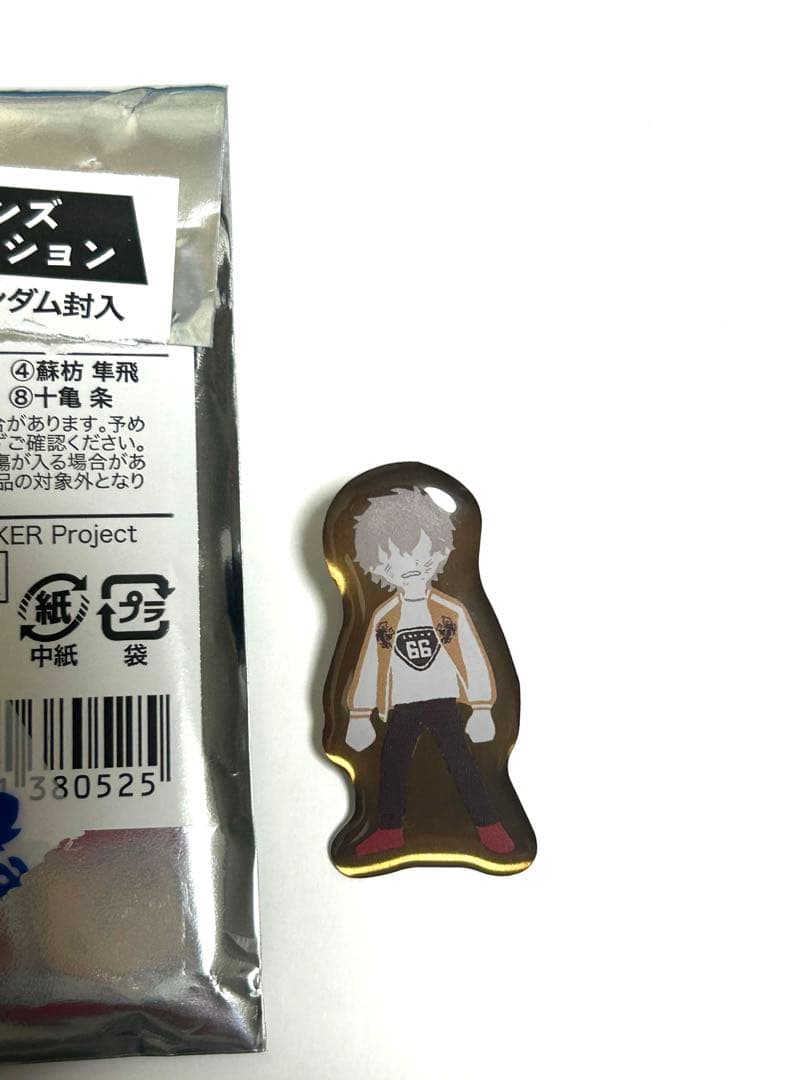 ンズ
ション
ンダム封入
④蘇枋 隼飛
⑧十亀 条
合があります。予め
ご確認ください。
傷が入る場合があ
品の対象外となり
KER Project
紙
プラ
中紙
袋
380525
66